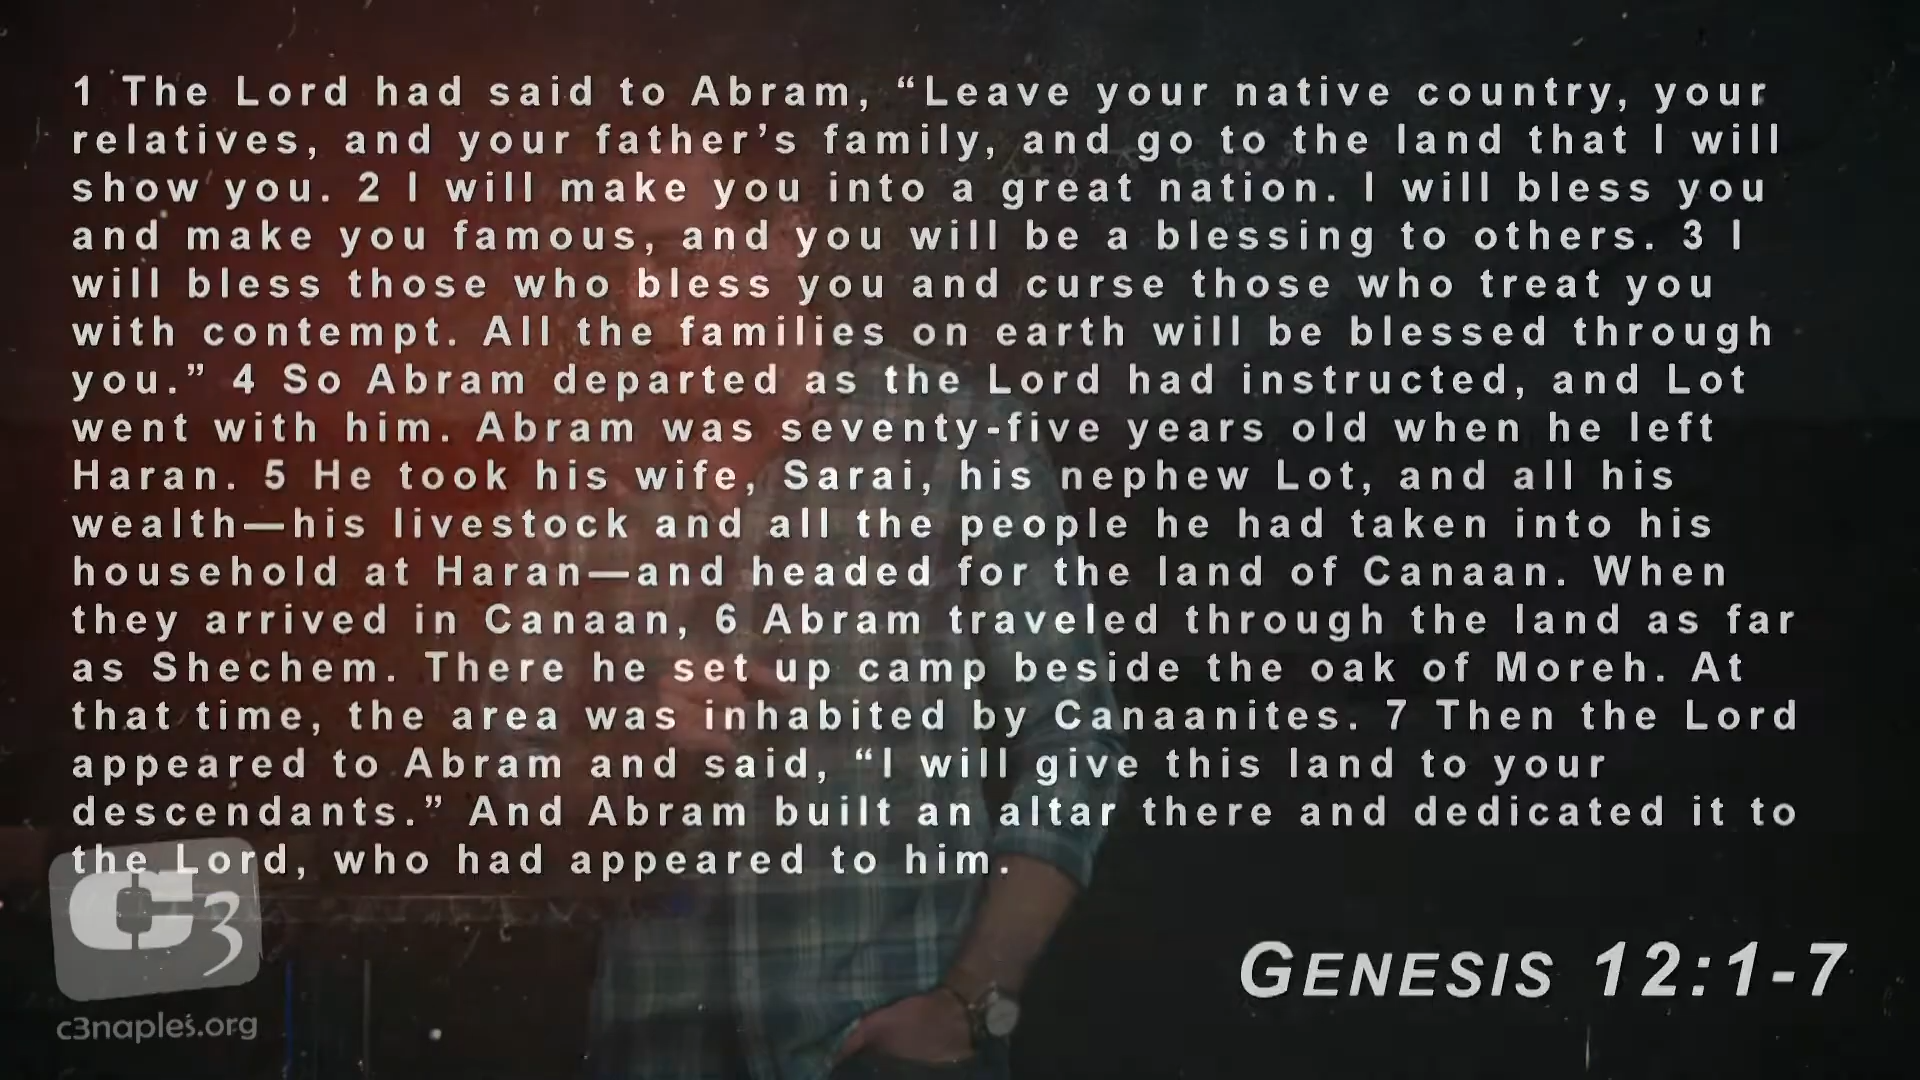 1 The Lord had said to Abram, “Leave your native country, your
relatives, and your father’s family, and go to the land that I will
show you. 2 I will make you into a great nation. I will bless you
and make you famous, and you will be a blessing to others. 3 I
will bless those who bless you and curse those who treat you
with contempt. All the families on earth will be blessed through
you.” 4 So Abram departed as the Lord had instructed, and Lot
went with him. Abram was seventy-five years old when he left
Haran. 5 He took his wife, Sarai, his nephew Lot, and all his
wealth—his livestock and all the people he had taken into his
household at Haran—and headed for the land of Canaan. When
they arrived in Canaan, 6 Abram traveled through the land as far
as Shechem. There he set up camp beside the oak of Moreh. At
that time, the area was inhabited by Canaanites. 7 Then the Lord
appeared to Abram and said, “I will give this land to your
descendants.” And Abram built an altar there and dedicated it to
the Lord, who had appeared to him.
C3
c3naples.org
GENESIS 12:1-7